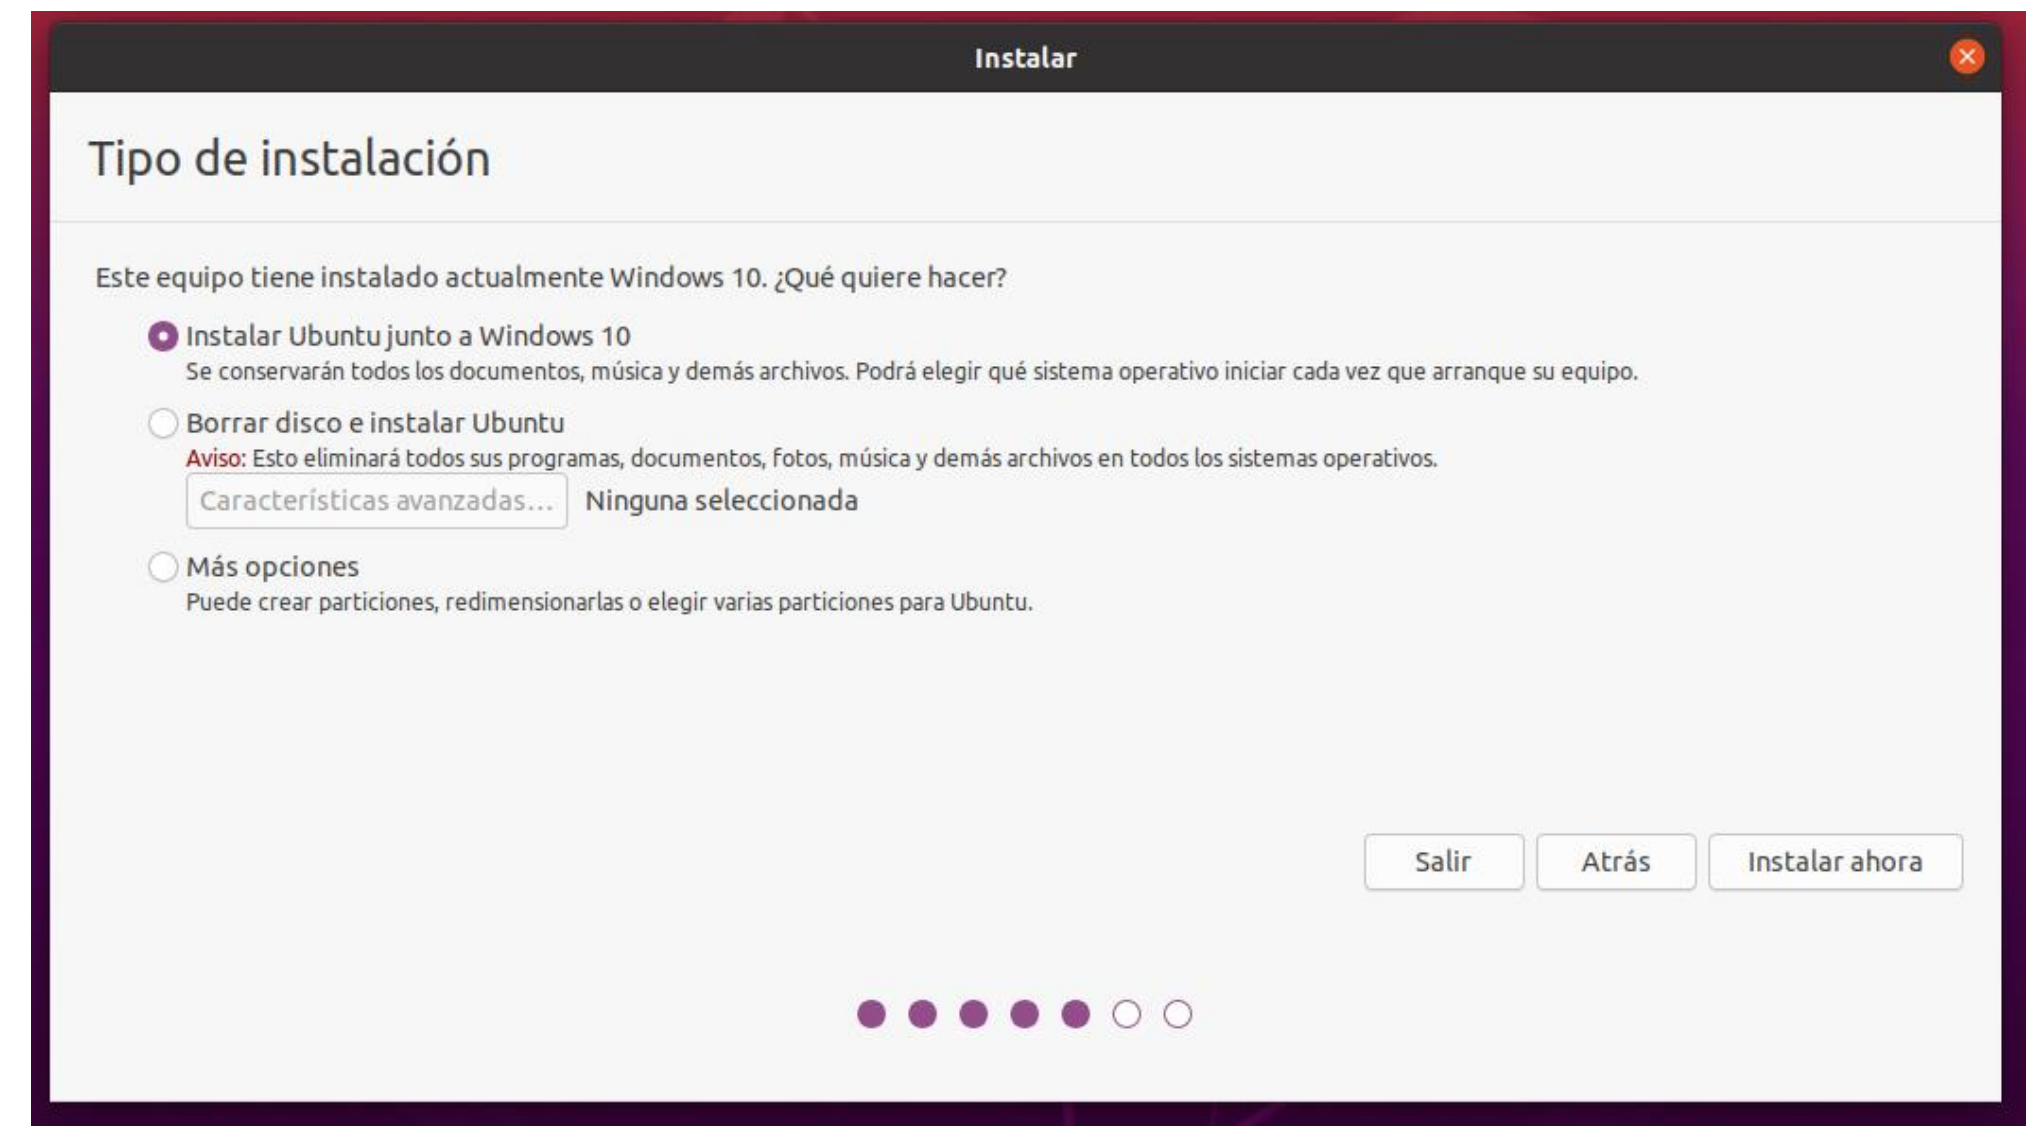 Instalar
Tipo de instalación
Este equipo tiene instalado actualmente Windows 10. ¿Qué quiere hacer?
Instalar Ubuntu junto a Windows 10
Se conservarán todos los documentos, música y demás archivos. Podrá elegir qué sistema operativo iniciar cada vez que arranque su equipo.
Borrar disco e instalar Ubuntu
Aviso: Esto eliminará todos sus programas, documentos, fotos, música y demás archivos en todos los sistemas operativos.
Características avanzadas... Ninguna seleccionada
Más opciones
Puede crear particiones, redimensionarlas o elegir varias particiones para Ubuntu.
Salir Atrás Instalar ahora